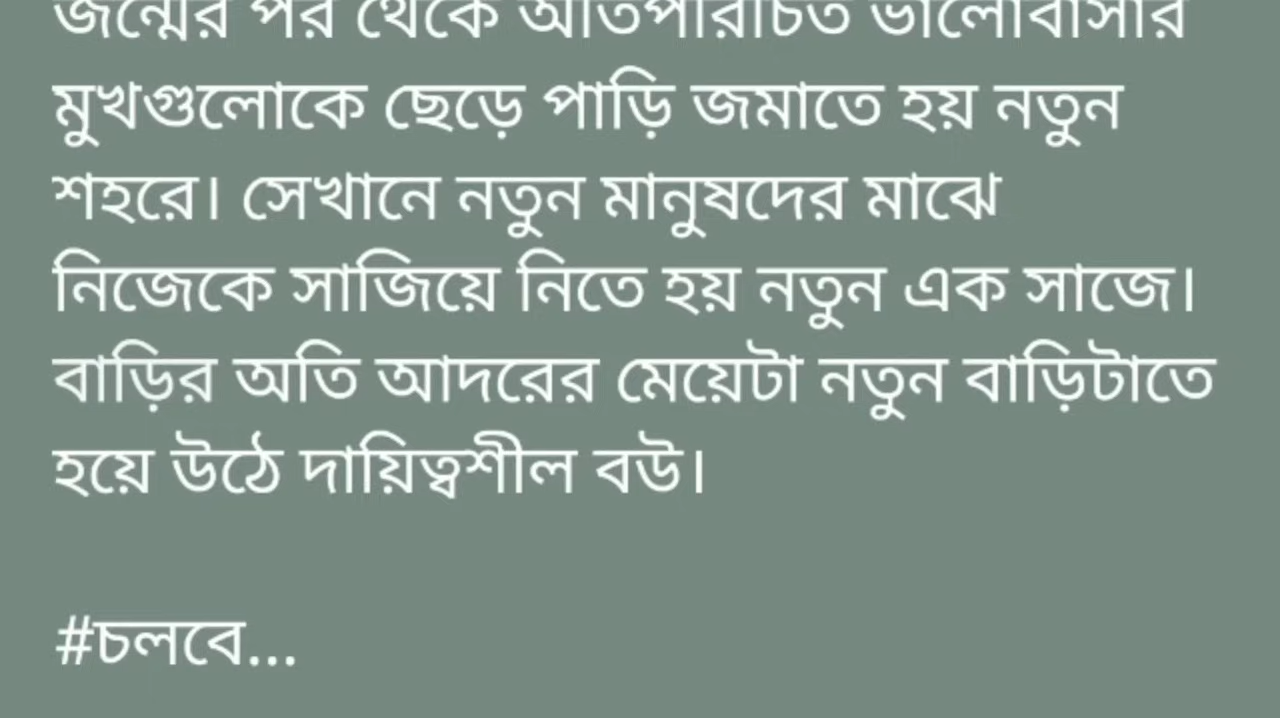 জন্মের পর থেকে অতিপরিচিত ভালোবাসার
মুখগুলোকে ছেড়ে পাড়ি জমাতে হয় নতুন
শহরে। সেখানে নতুন মানুষদের মাঝে
নিজেকে সাজিয়ে নিতে হয় নতুন এক সাজে।
বাড়ির অতি আদরের মেয়েটা নতুন বাড়িটাতে
হয়ে উঠে দায়িত্বশীল বউ।
#চলবে...